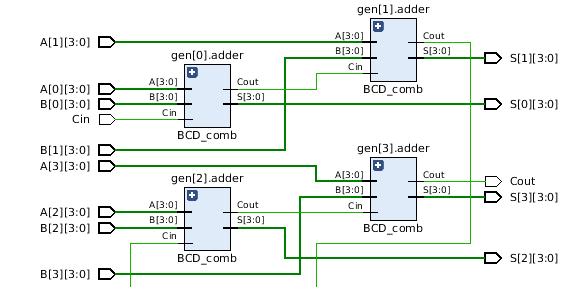 gen[1].adder
A[1][3:0]
A[3:0]
B[3:0]
Cin
Cout
S[3:0]
BCD_comb
S[1][3:0]
gen[0].adder
A[0][3:0]
B[0][3:0]
Cin
A[3:0]
B[3:0]
Cin
Cout
S[3:0]
BCD_comb
S[0][3:0]
B[1][3:0]
A[3][3:0]
gen[3].adder
A[3:0]
B[3:0]
Cin
Cout
S[3:0]
BCD_comb
Cout
S[3][3:0]
gen[2].adder
A[2][3:0]
B[2][3:0]
A[3:0]
B[3:0]
Cin
Cout
S[3:0]
BCD_comb
S[2][3:0]
B[3][3:0]